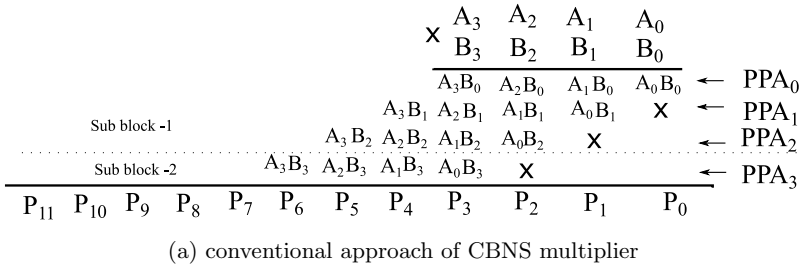 A₃ A₂ A₁ A₀
× B₃ B₂ B₁ B₀
A₃B₀ A₂B₀ A₁B₀ A₀B₀ ← PPA₀
A₃B₁ A₂B₁ A₁B₁ A₀B₁ × ← PPA₁
Sub block -1
A₃B₂ A₂B₂ A₁B₂ A₀B₂ × ← PPA₂
Sub block -2 A₃B₃ A₂B₃ A₁B₃ A₀B₃ × ← PPA₃
P₁₁ P₁₀ P₉ P₈ P₇ P₆ P₅ P₄ P₃ P₂ P₁ P₀
(a) conventional approach of CBNS multiplier